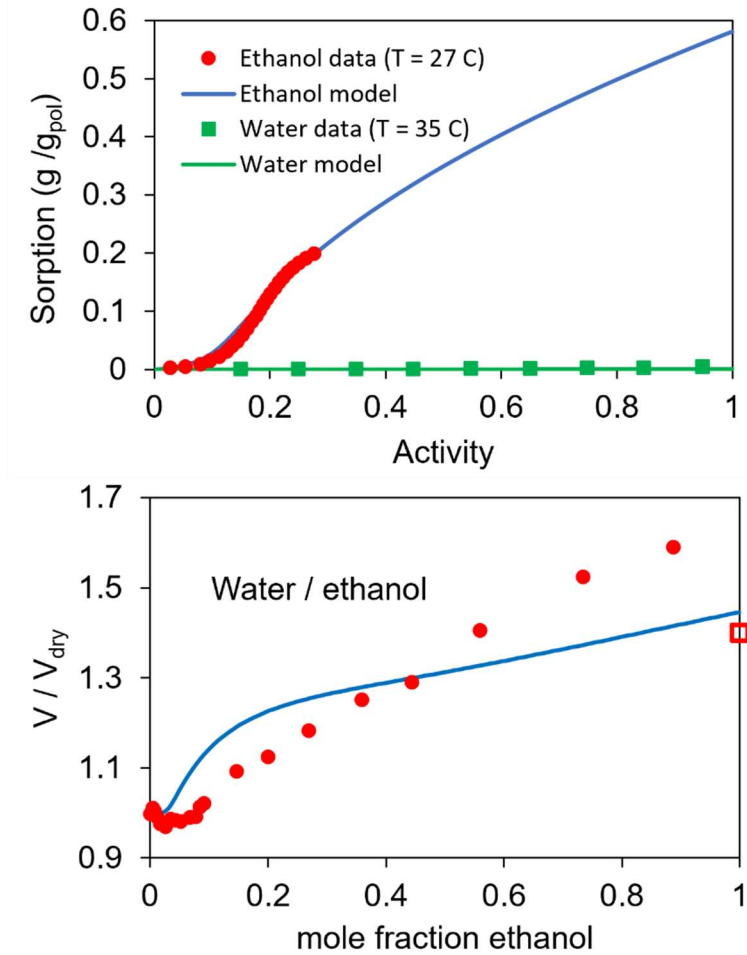 0.6
0.5
0.4
0.3
0.2
0.1
0
Sorption (g /g_pol)
Ethanol data (T = 27 C)
Ethanol model
Water data (T = 35 C)
Water model
0 0.2 0.4 0.6 0.8 1
Activity
1.7
1.5
1.3
1.1
0.9
V / V_dry
Water / ethanol
0 0.2 0.4 0.6 0.8 1
mole fraction ethanol